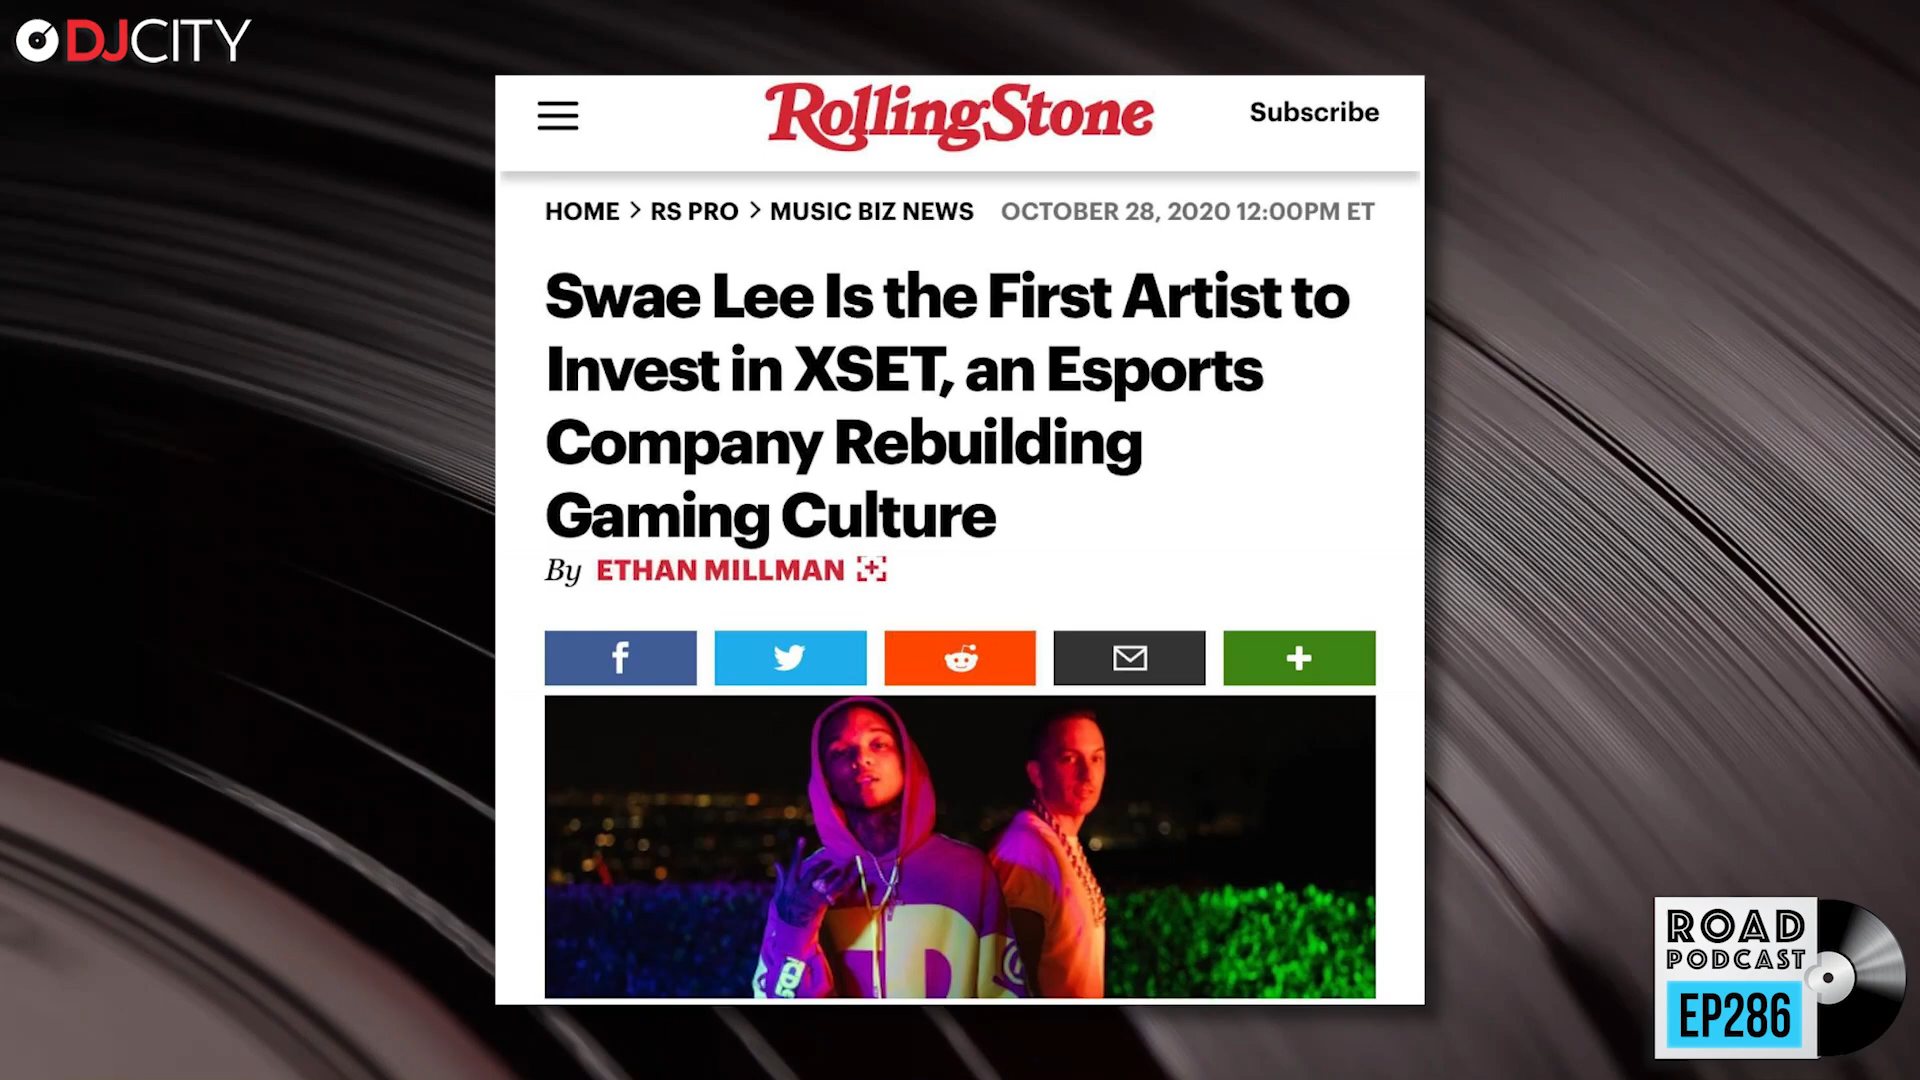 DJCITY
RollingStone
Subscribe
HOME > RS PRO > MUSIC BIZ NEWS OCTOBER 28, 2020 12:00PM ET
Swae Lee Is the First Artist to
Invest in XSET, an Esports
Company Rebuilding
Gaming Culture
By ETHAN MILLMAN
ROAD
PODCAST
EP286